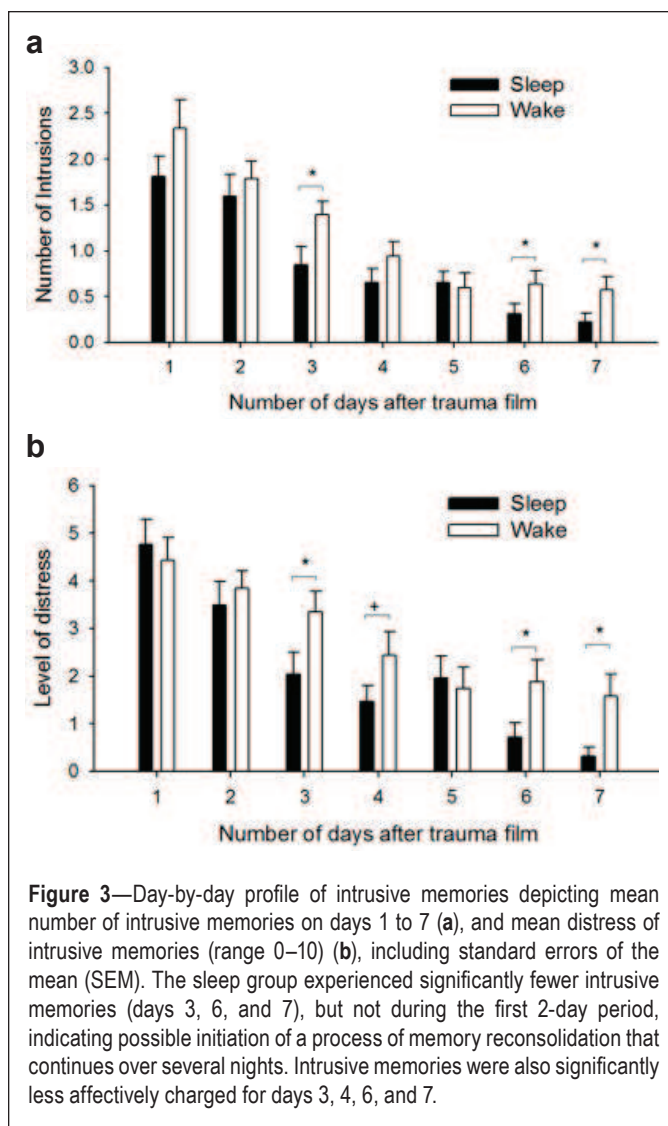 a
3.0
2.5
2.0
1.5
1.0
0.5
0.0
Number of Intrusions
Sleep
Wake
*
*
*
1 2 3 4 5 6 7
Number of days after trauma film
b
6
5
4
3
2
1
0
Level of distress
Sleep
Wake
*
+
*
*
1 2 3 4 5 6 7
Number of days after trauma film
Figure 3—Day-by-day profile of intrusive memories depicting mean
number of intrusive memories on days 1 to 7 (a), and mean distress of
intrusive memories (range 0–10) (b), including standard errors of the
mean (SEM). The sleep group experienced significantly fewer intrusive
memories (days 3, 6, and 7), but not during the first 2-day period,
indicating possible initiation of a process of memory reconsolidation that
continues over several nights. Intrusive memories were also significantly
less affectively charged for days 3, 4, 6, and 7.